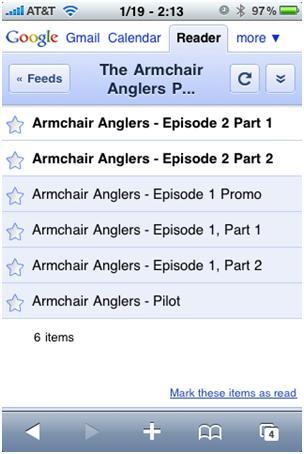 AT&T 1/19 - 2:13 97%
Google Gmail Calendar Reader more ▼
« Feeds
The Armchair
Anglers P...
Armchair Anglers - Episode 2 Part 1
Armchair Anglers - Episode 2 Part 2
Armchair Anglers - Episode 1 Promo
Armchair Anglers - Episode 1, Part 1
Armchair Anglers - Episode 1, Part 2
Armchair Anglers - Pilot
6 items
Mark these items as read
4